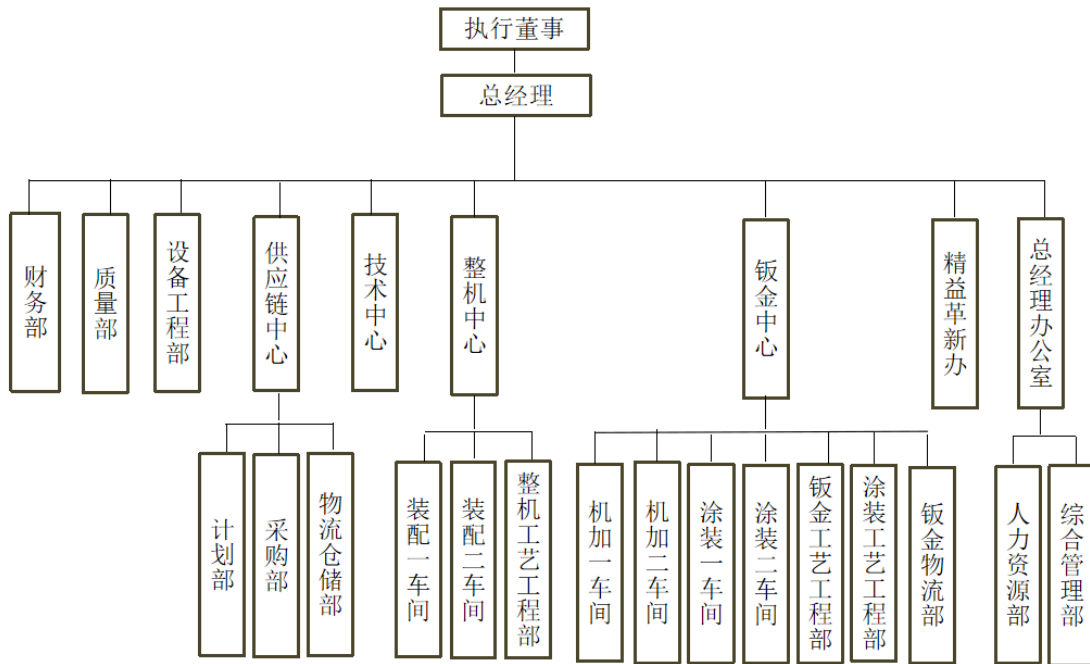 执行董事
总经理
财务部
质量部
设备工程部
供应链中心
技术中心
整机中心
钣金中心
精益革新办
总经理办公室
计划部
采购部
物流仓储部
装配一车间
装配二车间
整机工艺工程部
机加一车间
机加二车间
涂装一车间
涂装二车间
钣金工艺工程部
涂装工艺工程部
钣金物流部
人力资源部
综合管理部